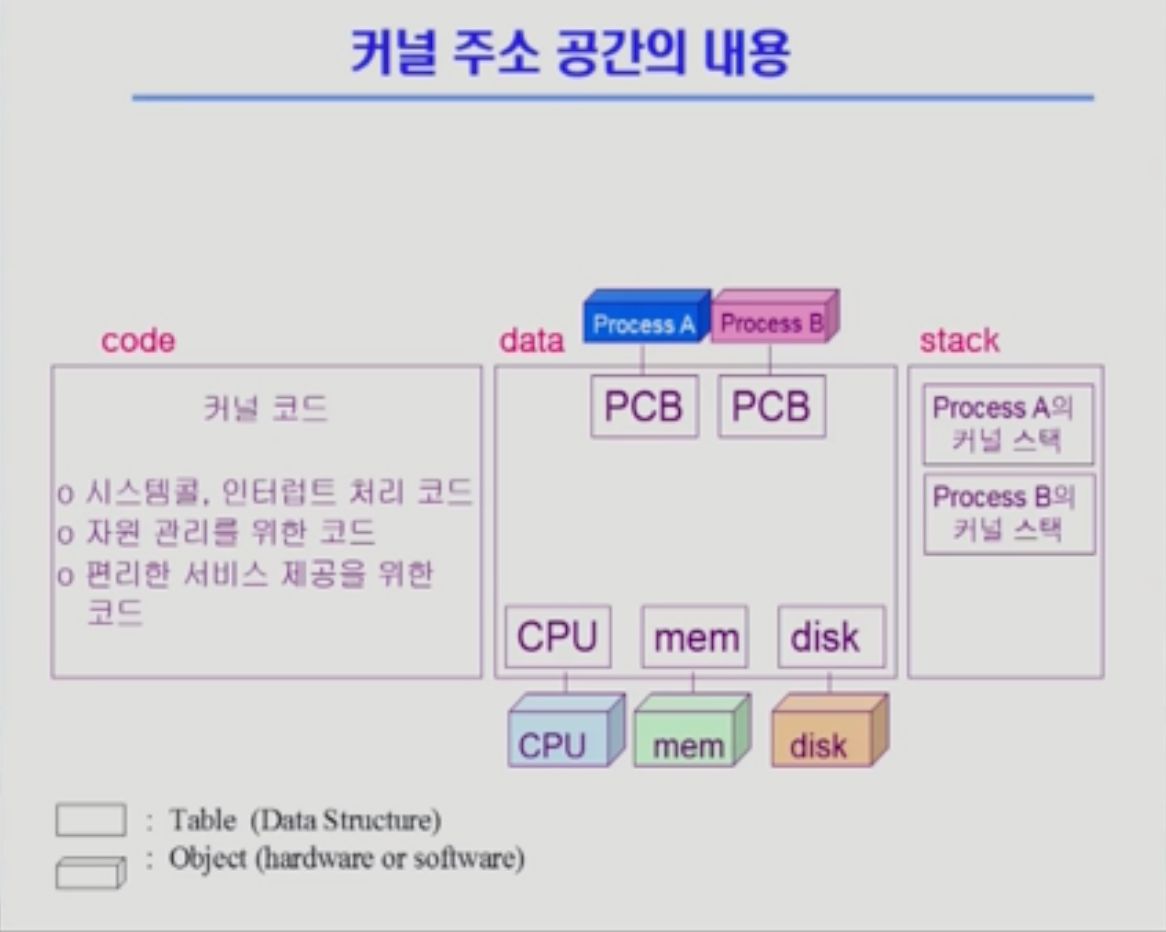 커널 주소 공간의 내용
code
커널 코드
o 시스템콜, 인터럽트 처리 코드
o 자원 관리를 위한 코드
o 편리한 서비스 제공을 위한
코드
data
Process A
Process B
PCB
PCB
CPU
mem
disk
CPU
mem
disk
stack
Process A의
커널 스택
Process B의
커널 스택
: Table (Data Structure)
: Object (hardware or software)